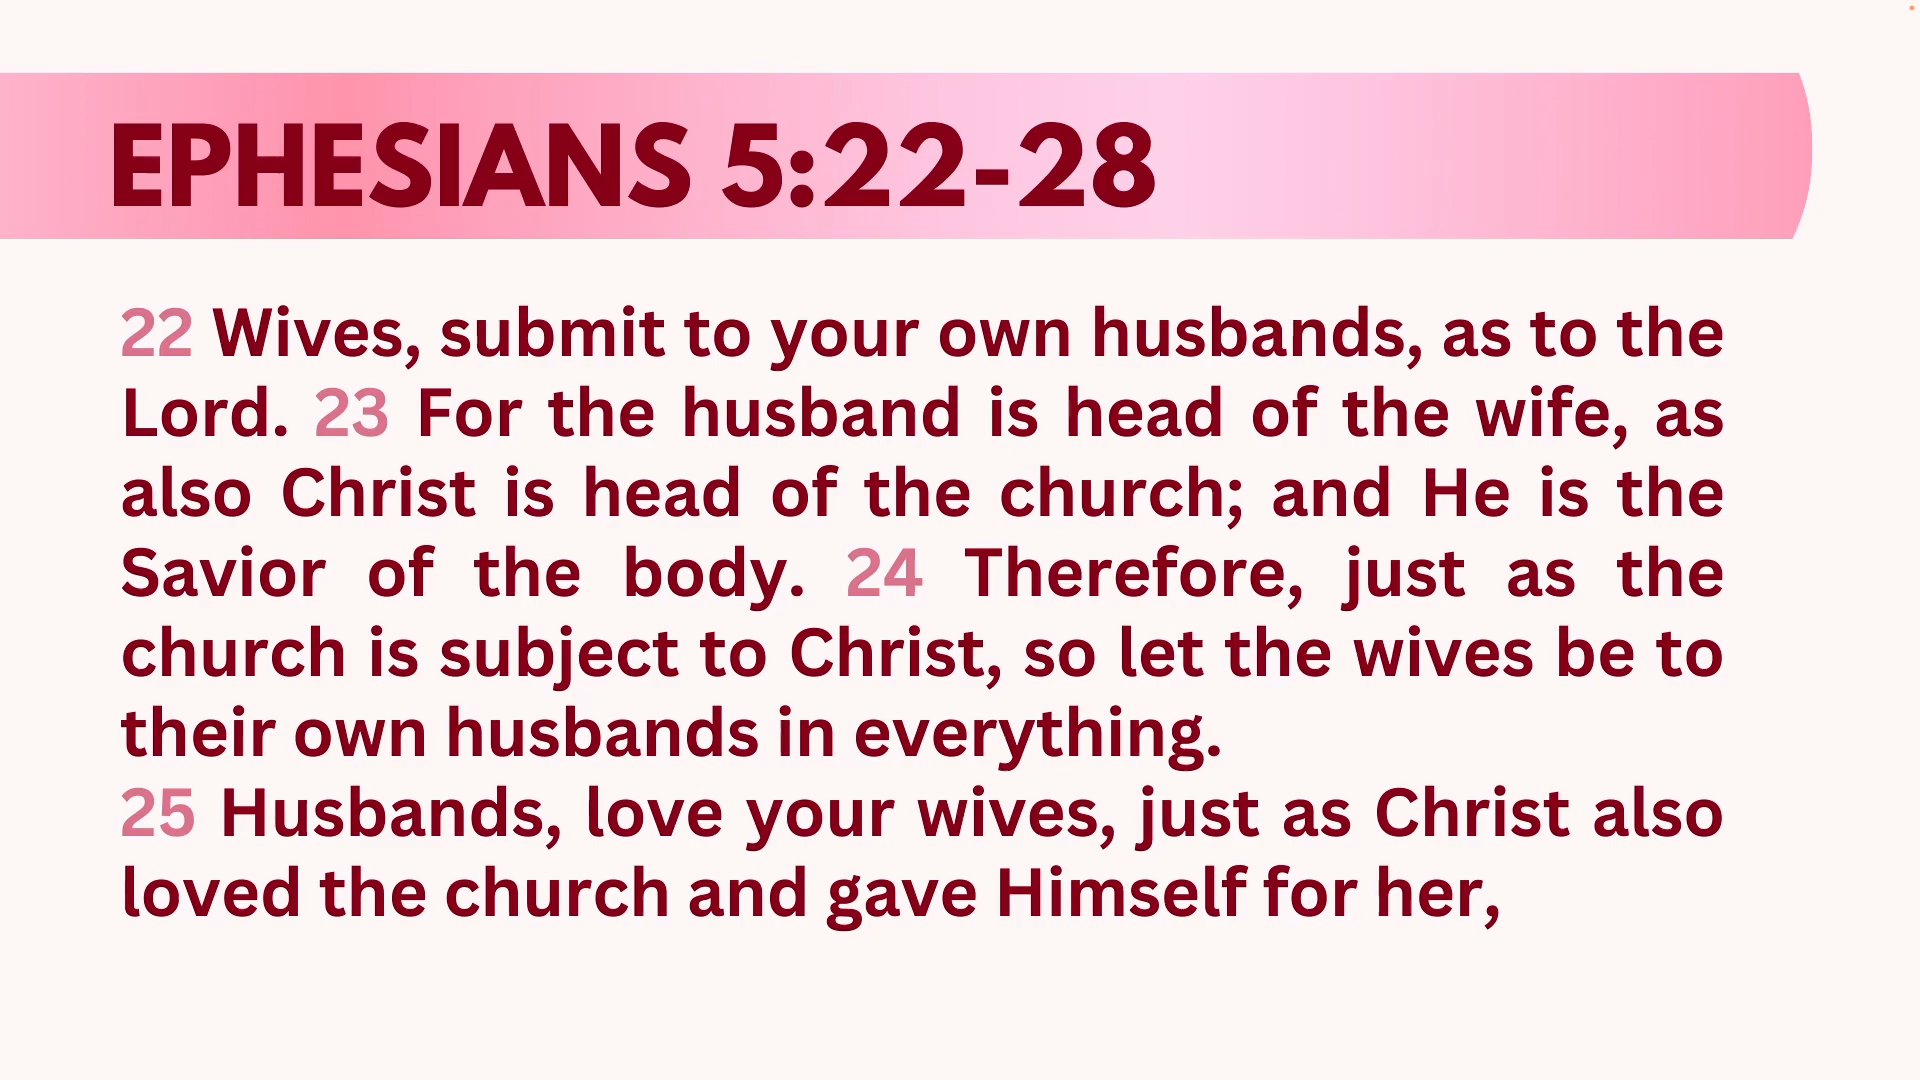 EPHESIANS 5:22-28
22 Wives, submit to your own husbands, as to the
Lord. 23 For the husband is head of the wife, as
also Christ is head of the church; and He is the
Savior of the body. 24 Therefore, just as the
church is subject to Christ, so let the wives be to
their own husbands in everything.
25 Husbands, love your wives, just as Christ also
loved the church and gave Himself for her,